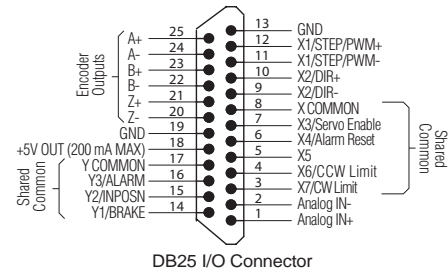 25 A+
24 A-
23 B+
22 B-
21 Z+
20 Z-
19 GND
18 +5V OUT (200 mA MAX)
17 Y COMMON
16 Y3/ALARM
15 Y2/INPOSN
14 Y1/BRAKE
Encoder
Outputs
Shared
Common
13 GND
12 X1/STEP/PWM+
11 X1/STEP/PWM-
10 X2/DIR+
9 X2/DIR-
8 X COMMON
7 X3/Servo Enable
6 X4/Alarm Reset
5 X5
4 X6/CCW Limit
3 X7/CW Limit
2 Analog IN-
1 Analog IN+
Shared
Common
DB25 I/O Connector